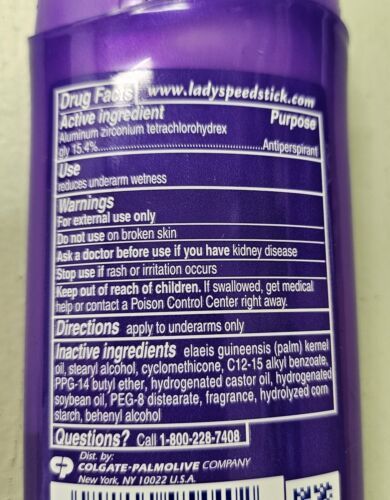 Drug Facts www.ladyspeedstick.com
Active ingredient Purpose
Aluminum zirconium tetrachlorohydrex
gly 15.4%............................................Antiperspirant
Use
reduces underarm wetness
Warnings
For external use only
Do not use on broken skin
Ask a doctor before use if you have kidney disease
Stop use if rash or irritation occurs
Keep out of reach of children. If swallowed, get medical
help or contact a Poison Control Center right away.
Directions apply to underarms only
Inactive ingredients elaeis guineensis (palm) kernel
oil, stearyl alcohol, cyclomethicone, C12-15 alkyl benzoate,
PPG-14 butyl ether, hydrogenated castor oil, hydrogenated
soybean oil, PEG-8 distearate, fragrance, hydrolyzed corn
starch, behenyl alcohol
Questions? Call 1-800-228-7408
Dist. by:
CP COLGATE-PALMOLIVE COMPANY
New York, NY 10022 U.S.A.